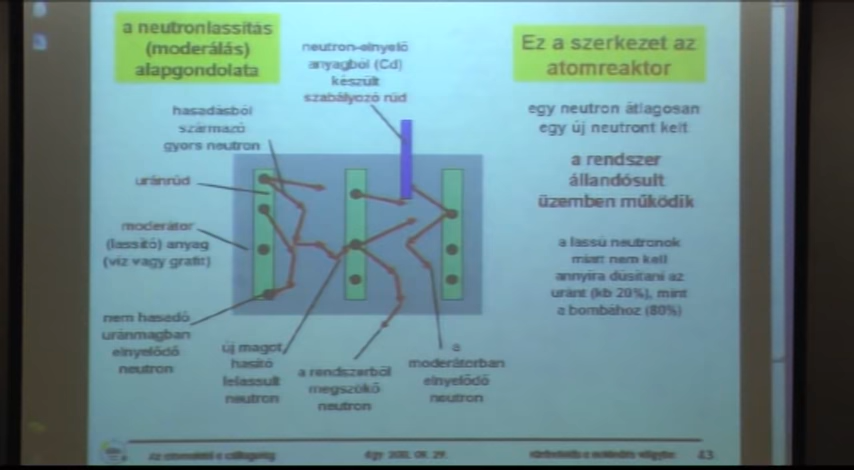 a neutronlassítás
(moderálás)
alapgondolata
neutron-elnyelő
anyagból (Cd)
készült
szabályozó rúd
Ez a szerkezet az
atomreaktor
hasadásból
származó
gyors neutron
uránrúd
moderátor
(lassító) anyag
(víz vagy grafit)
nem hasadó
uránmagban
elnyelődő
neutron
új magot
hasító
lelassult
neutron
a rendszerből
megszökő
neutron
a
moderátorban
elnyelődő
neutron
egy neutron átlagosan
egy új neutront kelt
a rendszer
állandósult
üzemben működik
a lassú neutronok
miatt nem kell
annyira dúsítani az
uránt (kb 20%), mint
a bombához (80%)
43